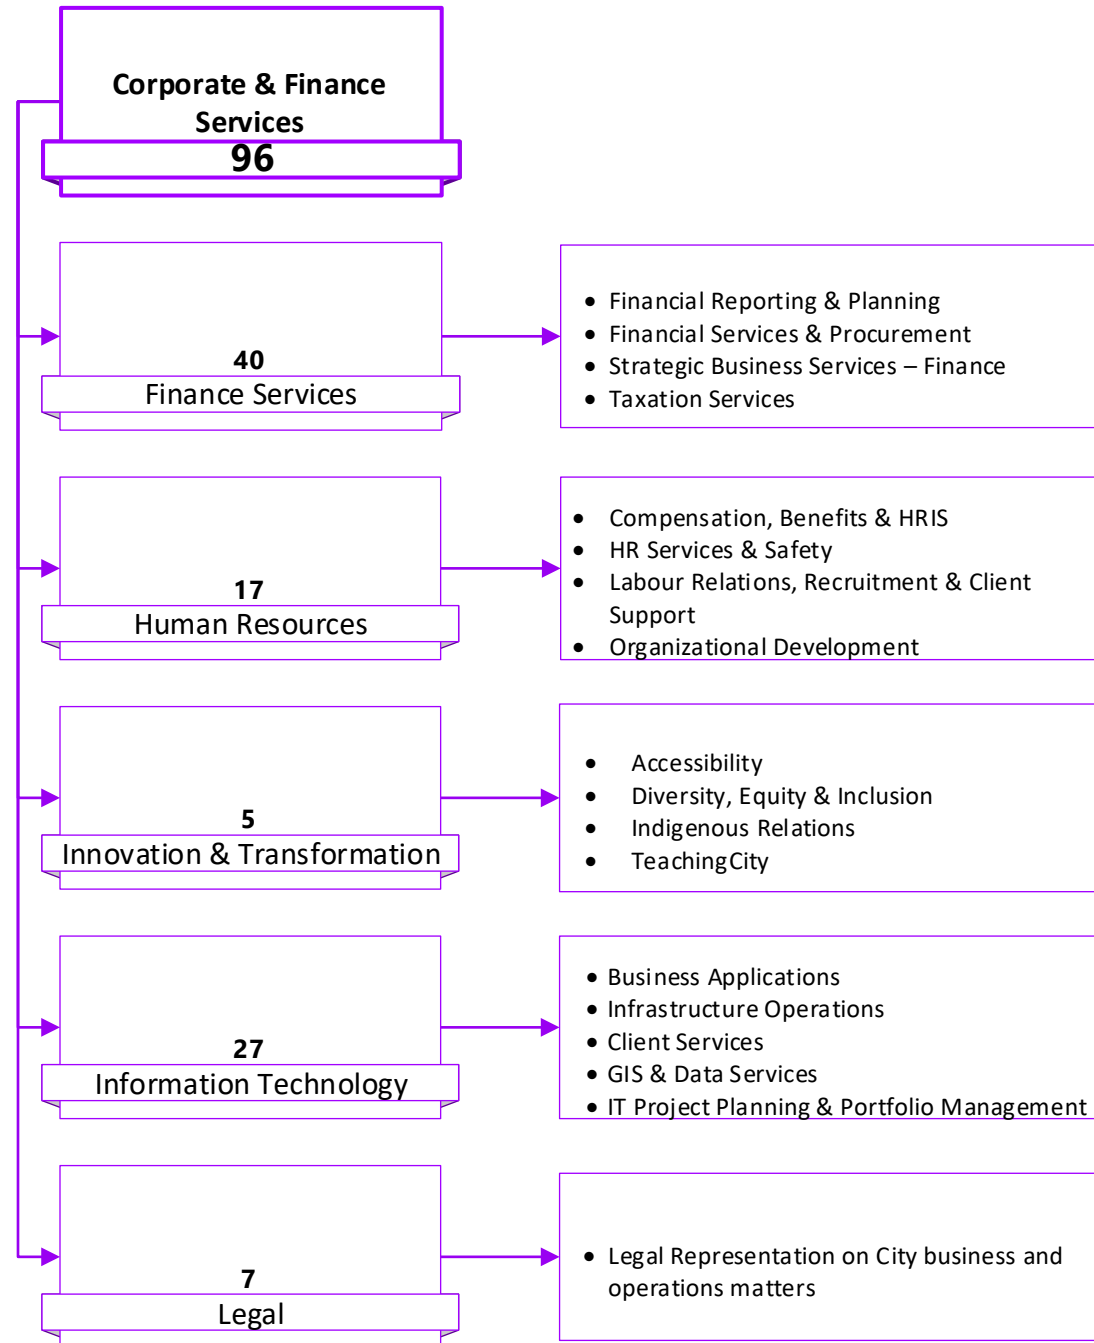 Corporate & Finance
Services
96
40
Finance Services
• Financial Reporting & Planning
• Financial Services & Procurement
• Strategic Business Services – Finance
• Taxation Services
17
Human Resources
• Compensation, Benefits & HRIS
• HR Services & Safety
• Labour Relations, Recruitment & Client
Support
• Organizational Development
5
Innovation & Transformation
• Accessibility
• Diversity, Equity & Inclusion
• Indigenous Relations
• TeachingCity
27
Information Technology
• Business Applications
• Infrastructure Operations
• Client Services
• GIS & Data Services
• IT Project Planning & Portfolio Management
7
Legal
• Legal Representation on City business and
operations matters